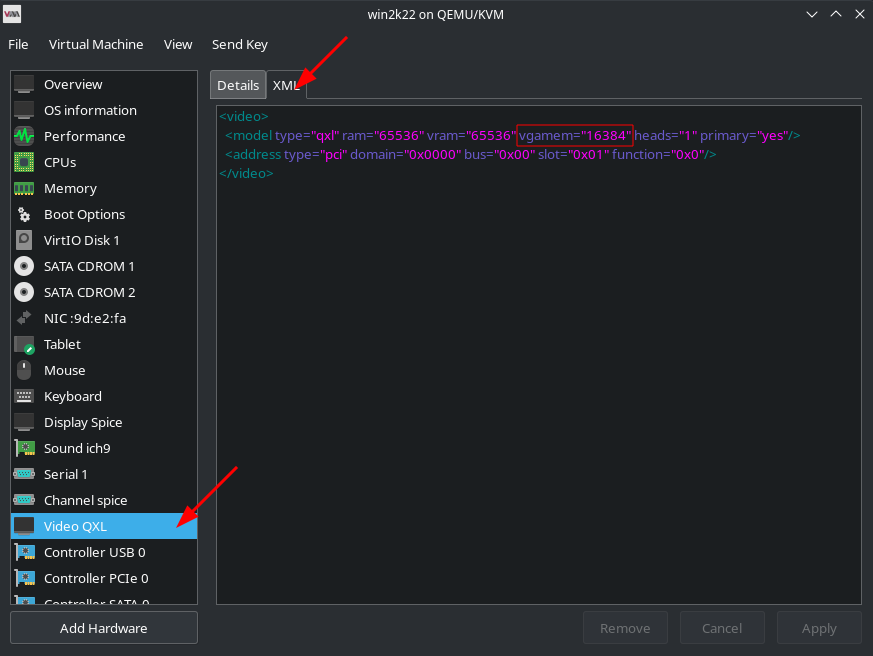 win2k22 on QEMU/KVM
File Virtual Machine View Send Key
Overview
OS information
Performance
CPUs
Memory
Boot Options
VirtIO Disk 1
SATA CDROM 1
SATA CDROM 2
NIC :9d:e2:fa
Tablet
Mouse
Keyboard
Display Spice
Sound ich9
Serial 1
Channel spice
Video QXL
Controller USB 0
Controller PCIe 0
Controller SATA 0
Add Hardware
Details XML
<video>
<model type="qxl" ram="65536" vram="65536" vgamem="16384" heads="1" primary="yes"/>
<address type="pci" domain="0x0000" bus="0x00" slot="0x01" function="0x0"/>
</video>
Remove Cancel Apply